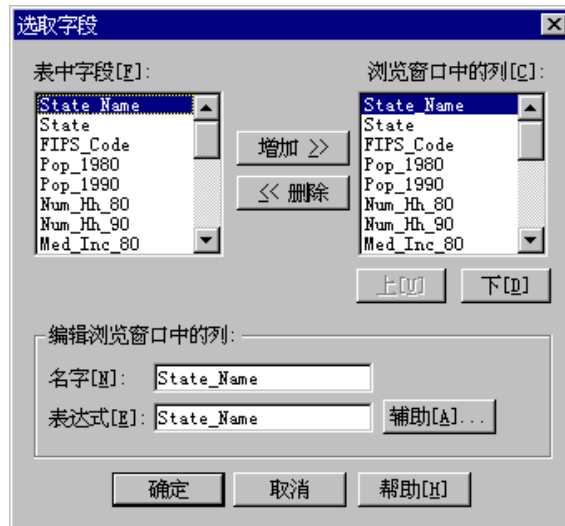 选取字段
表中字段[F]:
浏览窗口中的列[C]:
State_Name
State
FIPS_Code
Pop_1980
Pop_1990
Num_Hh_80
Num_Hh_90
Med_Inc_80
增加 >>
<< 删除
State_Name
State
FIPS_Code
Pop_1980
Pop_1990
Num_Hh_80
Num_Hh_90
Med_Inc_80
上[U]
下[D]
编辑浏览窗口中的列:
名字[N]: State_Name
表达式[E]: State_Name 辅助[A]...
确定 取消 帮助[H]